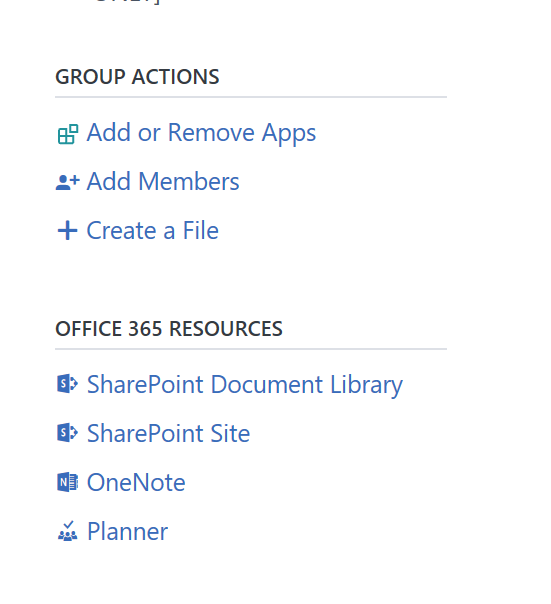 GROUP ACTIONS
Add or Remove Apps
Add Members
Create a File
OFFICE 365 RESOURCES
SharePoint Document Library
SharePoint Site
OneNote
Planner